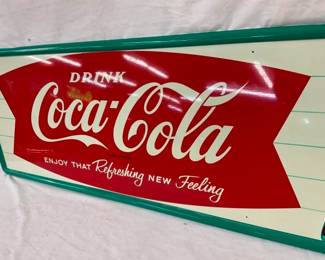 DRINK
Coca-Cola
ENJOY THAT Refreshing NEW Feeling